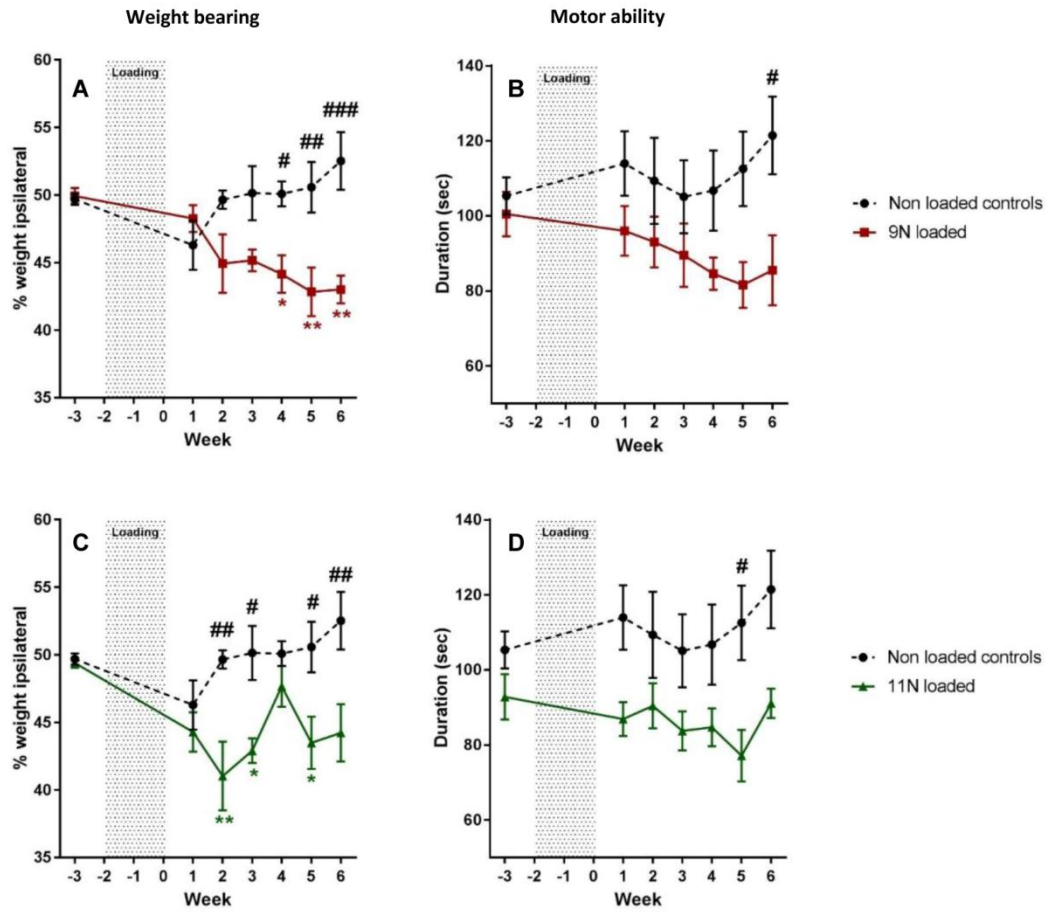 Weight bearing
Motor ability
A
Loading
% weight ipsilateral
60
55
50
45
40
35
# ## ###
* ** **
-3 -2 -1 0 1 2 3 4 5 6
Week
B
Loading
Duration (sec)
140
120
100
80
60
#
-3 -2 -1 0 1 2 3 4 5 6
Week
Non loaded controls
9N loaded
C
Loading
% weight ipsilateral
60
55
50
45
40
35
## # # ##
** * *
-3 -2 -1 0 1 2 3 4 5 6
Week
D
Loading
Duration (sec)
140
120
100
80
60
#
-3 -2 -1 0 1 2 3 4 5 6
Week
Non loaded controls
11N loaded